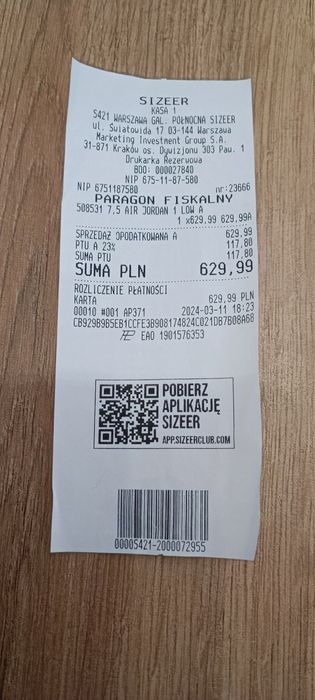 SIZEER
KASA 1
S421 WARSZAWA GAL. PÓŁNOCNA SIZEER
ul. Światowida 17 03-144 Warszawa
Marketing Investment Group S.A.
31-871 Kraków os. Dywizjonu 303 Paw. 1
Drukarka Rezerwowa
BDO: 000027840
NIP 675-11-87-580
NIP 6751187580 nr:23666
PARAGON FISKALNY
508531 7,5 AIR JORDAN 1 LOW A
1 x629,99 629,99A
SPRZEDAŻ OPODATKOWANA A 629,99
PTU A 23% 117,80
SUMA PTU 117,80
SUMA PLN 629,99
ROZLICZENIE PŁATNOŚCI
KARTA 629,99 PLN
00010 #001 AP371 2024-03-11 18:23
CB929B9B5EB1CCFE3B908174824C021DB7B08A68
EAO 1901576353
POBIERZ
APLIKACJĘ
SIZEER
APP.SIZEERCLUB.COM
00005421-2000072955